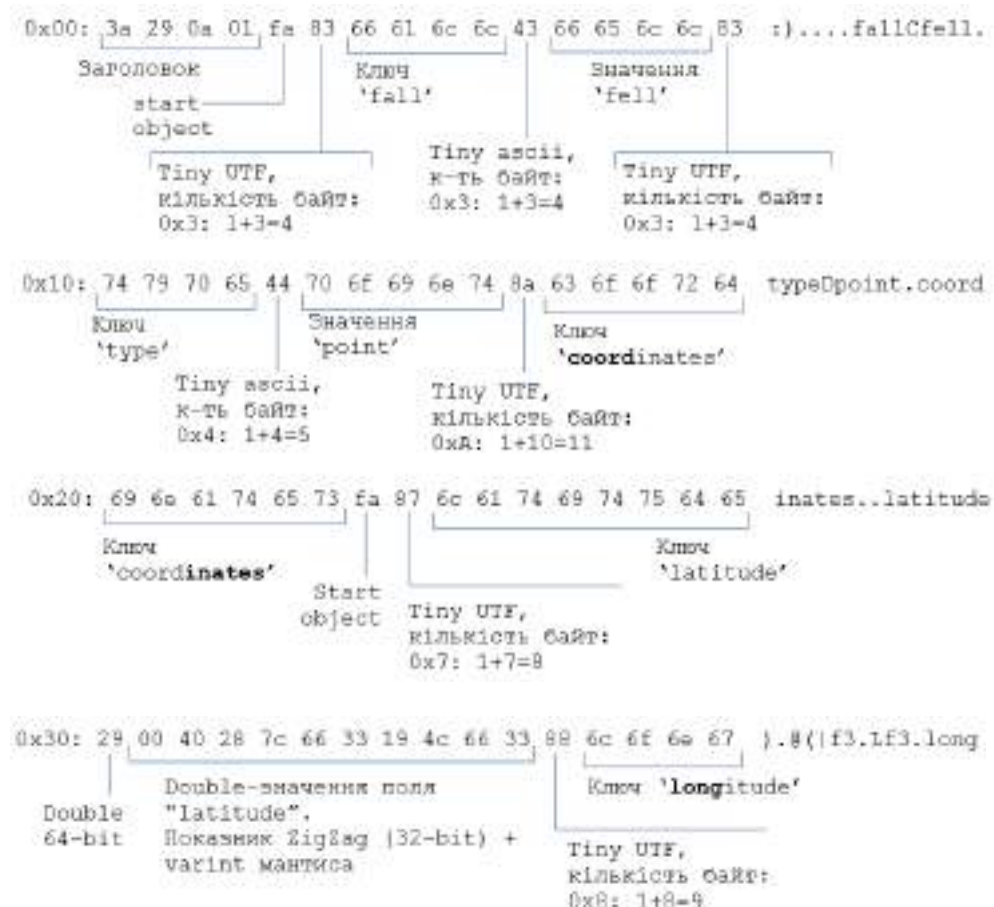 0x00: 3a 29 0a 01 fa 83 66 61 6c 6c 43 66 65 6c 6c 83 :)....fallCfell.
Заголовок
Ключ
'fall'
Значення
'fell'
start
object
Tiny UTF,
кількість байт:
0x3: 1+3=4
Tiny ascii,
к-ть байт:
0x3: 1+3=4
Tiny UTF,
кількість байт:
0x3: 1+3=4
0x10: 74 79 70 65 44 70 6f 69 6e 74 8a 63 6f 6f 72 64 typeDpoint.coord
Ключ
'type'
Значення
'point'
Ключ
'coordinates'
Tiny ascii,
к-ть байт:
0x4: 1+4=5
Tiny UTF,
кількість байт:
0xA: 1+10=11
0x20: 69 6e 61 74 65 73 fa 87 6c 61 74 69 74 75 64 65 inates..latitude
Ключ
'coordinates'
Ключ
'latitude'
Start
object
Tiny UTF,
кількість байт:
0x7: 1+7=8
0x30: 29 00 40 28 7c 66 33 19 4c 66 33 88 6c 6f 6e 67 ).@(|f3.Lf3.long
Double
64-bit
Double-значення поля
"latitude".
Показник ZigZag (32-bit) +
varint мантиса
Ключ 'longitude'
Tiny UTF,
кількість байт:
0x8: 1+8=9